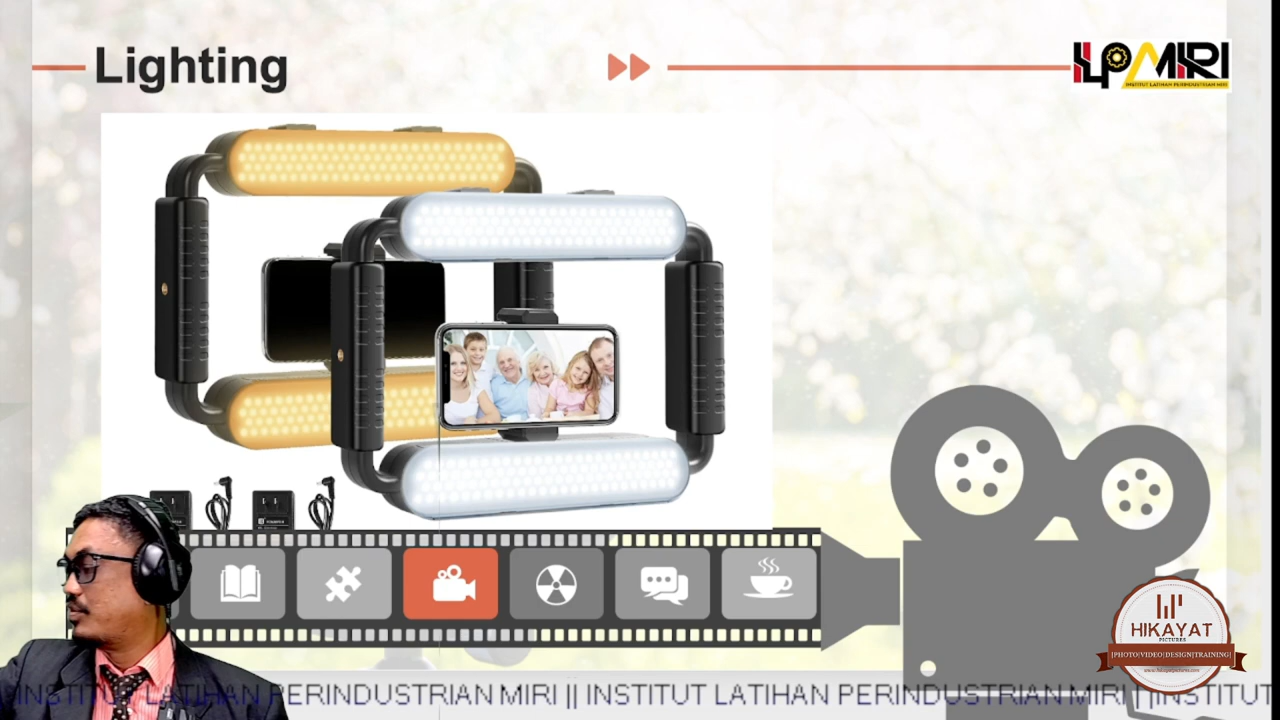 Lighting
ILPMIRI
INSTITUT LATIHAN PERINDUSTRIAN MIRI
HIKAYAT
PICTURES
|PHOTO|VIDEO|DESIGN|TRAINING|
INSTITUT LATIHAN PERINDUSTRIAN MIRI || INSTITUT LATIHAN PERINDUSTRIAN MIRI || INSTITUT